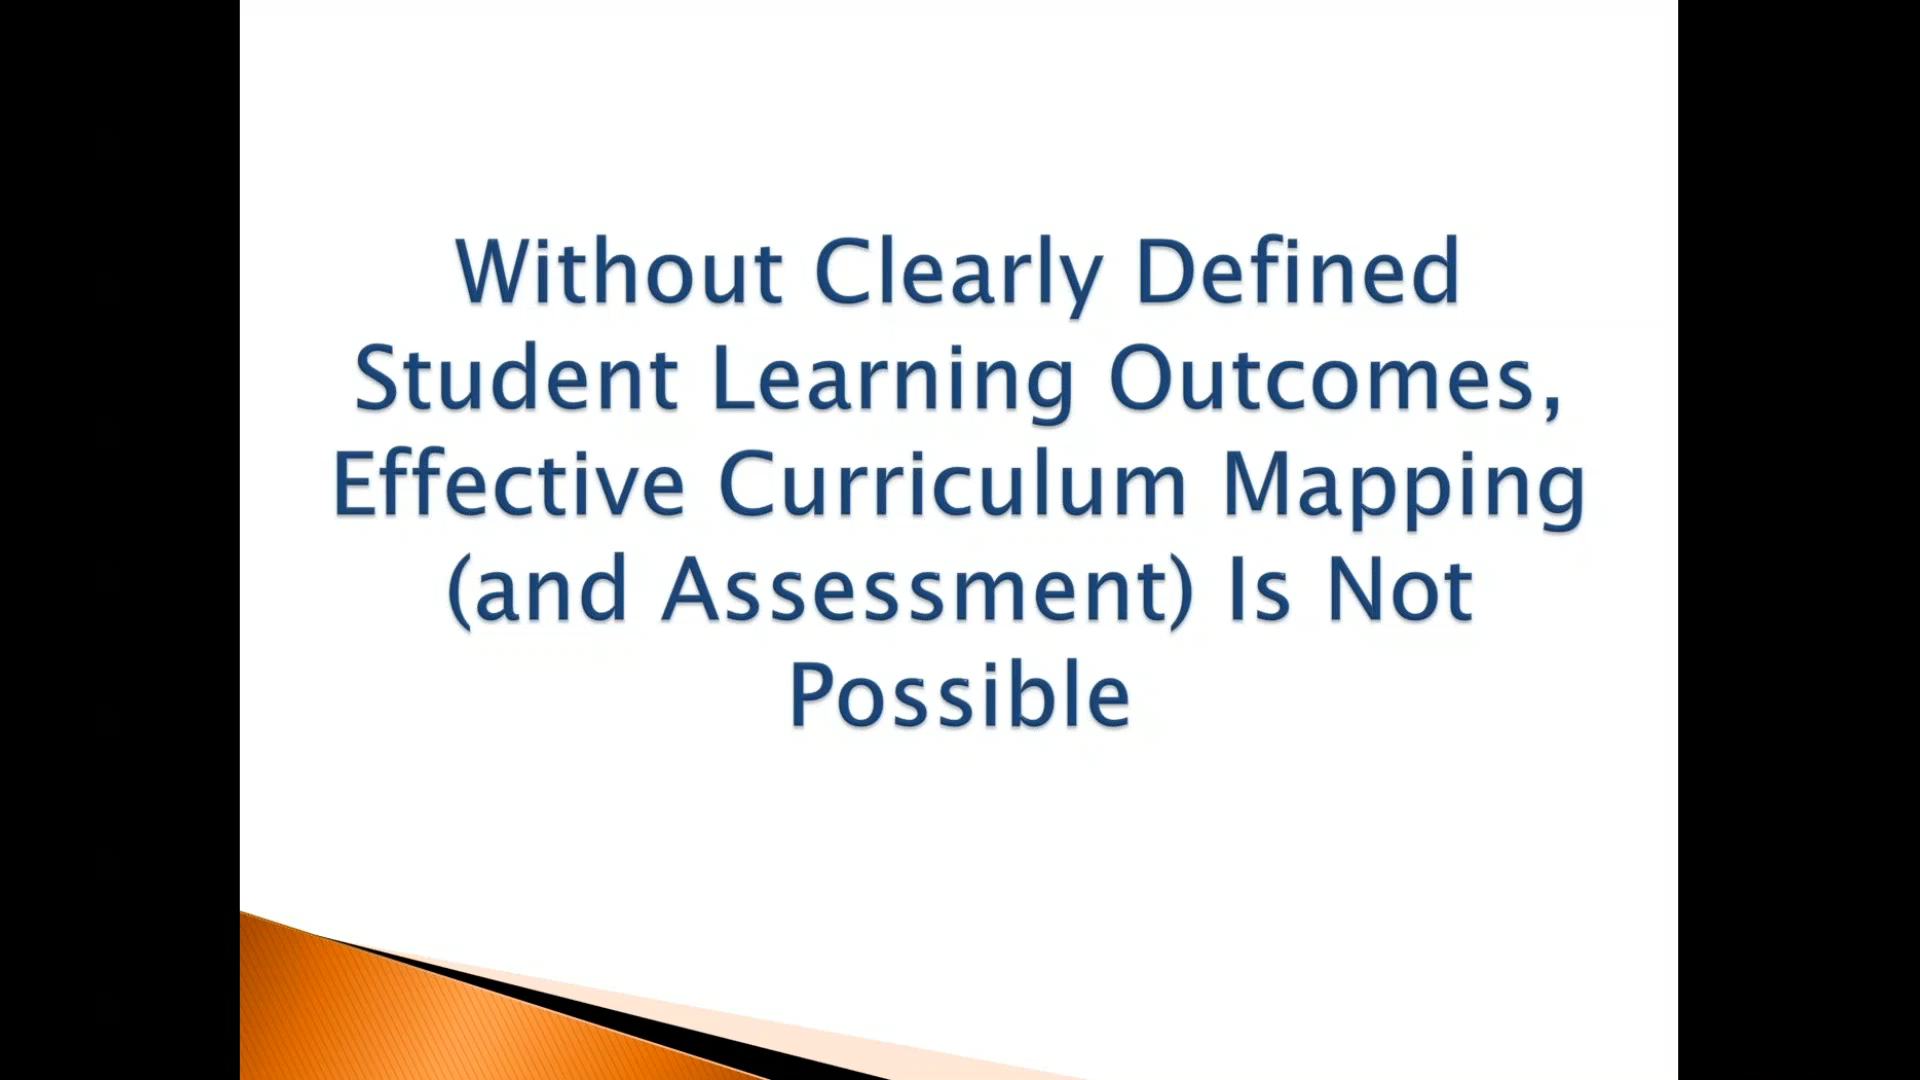 Without Clearly Defined
Student Learning Outcomes,
Effective Curriculum Mapping
(and Assessment) Is Not
Possible